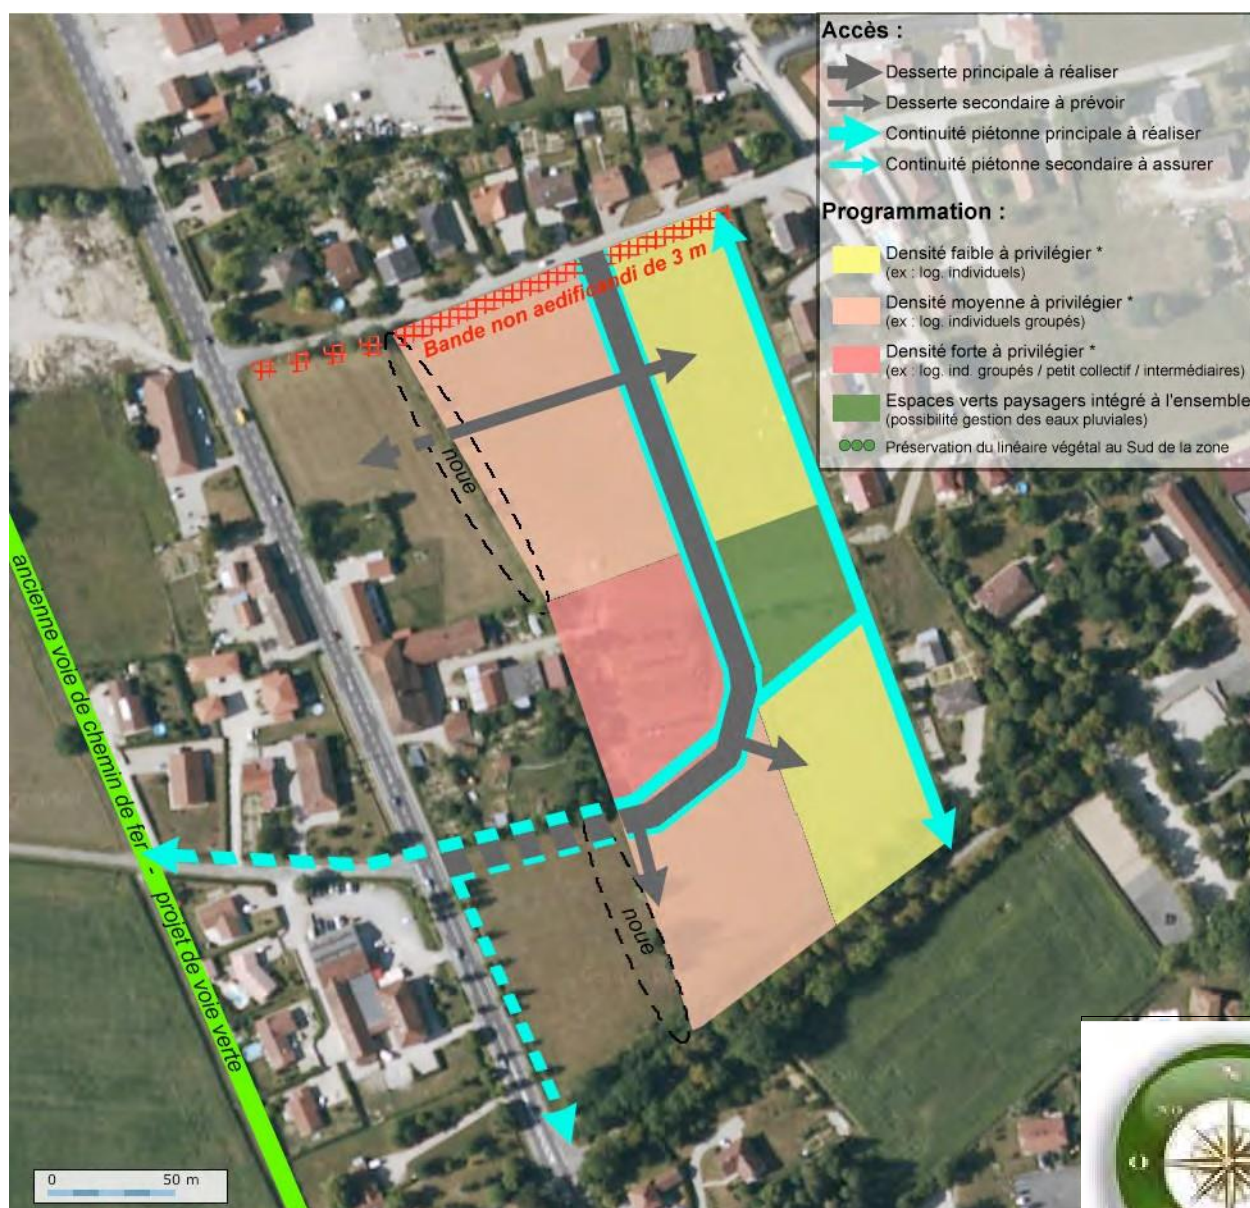 Accès :
Desserte principale à réaliser
Desserte secondaire à prévoir
Continuité piétonne principale à réaliser
Continuité piétonne secondaire à assurer
Programmation :
Densité faible à privilégier *
(ex : log. individuels)
Densité moyenne à privilégier *
(ex : log. individuels groupés)
Densité forte à privilégier *
(ex : log. ind. groupés / petit collectif / intermédiaires)
Espaces verts paysagers intégré à l'ensemble
(possibilité gestion des eaux pluviales)
Préservation du linéaire végétal au Sud de la zone
Bande non aedificandi de 3 m
noue
ancienne voie de chemin de fer - projet de voie verte
noue
0 50 m
O